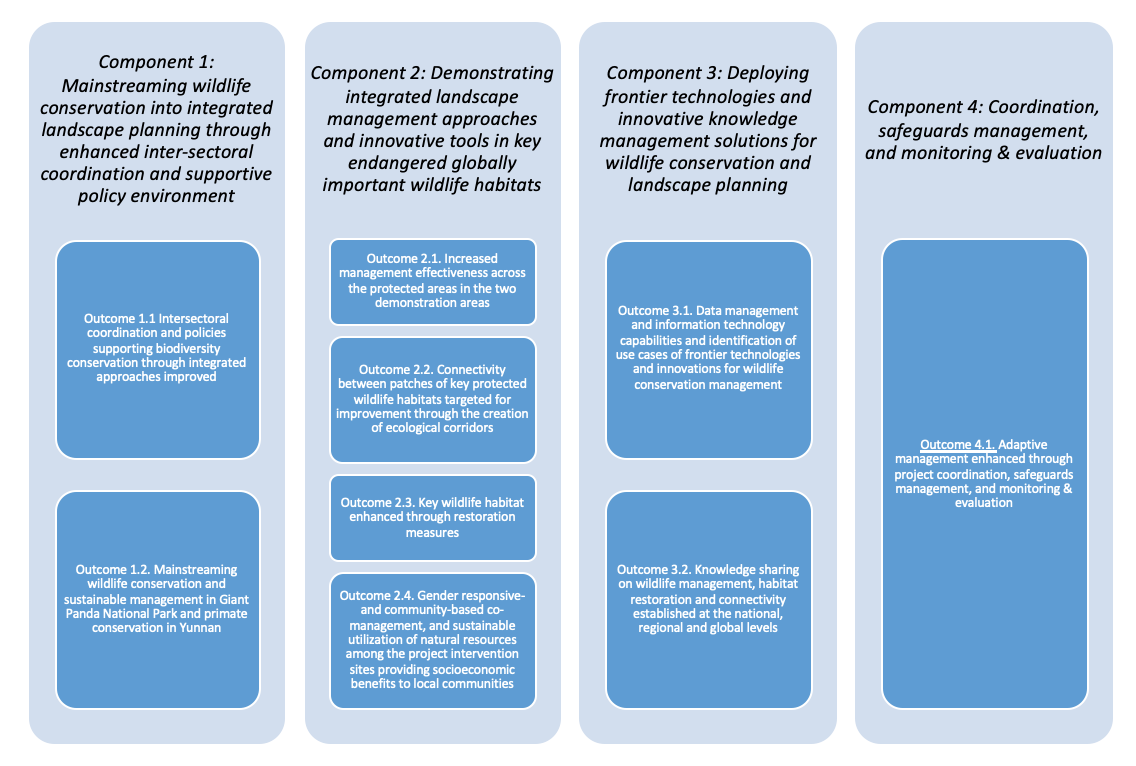 Component 1:
Mainstreaming wildlife
conservation into integrated
landscape planning through
enhanced inter-sectoral
coordination and supportive
policy environment
Outcome 1.1 Intersectoral
coordination and policies
supporting biodiversity
conservation through integrated
approaches improved
Outcome 1.2. Mainstreaming
wildlife conservation and
sustainable management in Giant
Panda National Park and primate
conservation in Yunnan
Component 2: Demonstrating
integrated landscape
management approaches
and innovative tools in key
endangered globally
important wildlife habitats
Outcome 2.1. Increased
management effectiveness across
the protected areas in the two
demonstration areas
Outcome 2.2. Connectivity
between patches of key protected
wildlife habitats targeted for
improvement through the creation
of ecological corridors
Outcome 2.3. Key wildlife habitat
enhanced through restoration
measures
Outcome 2.4. Gender responsive-
and community-based co-
management, and sustainable
utilization of natural resources
among the project intervention
sites providing socioeconomic
benefits to local communities
Component 3: Deploying
frontier technologies and
innovative knowledge
management solutions for
wildlife conservation and
landscape planning
Outcome 3.1. Data management
and information technology
capabilities and identification of
use cases of frontier technologies
and innovations for wildlife
conservation management
Outcome 3.2. Knowledge sharing
on wildlife management, habitat
restoration and connectivity
established at the national,
regional and global levels
Component 4: Coordination,
safeguards management,
and monitoring & evaluation
Outcome 4.1. Adaptive
management enhanced through
project coordination, safeguards
management, and monitoring &
evaluation